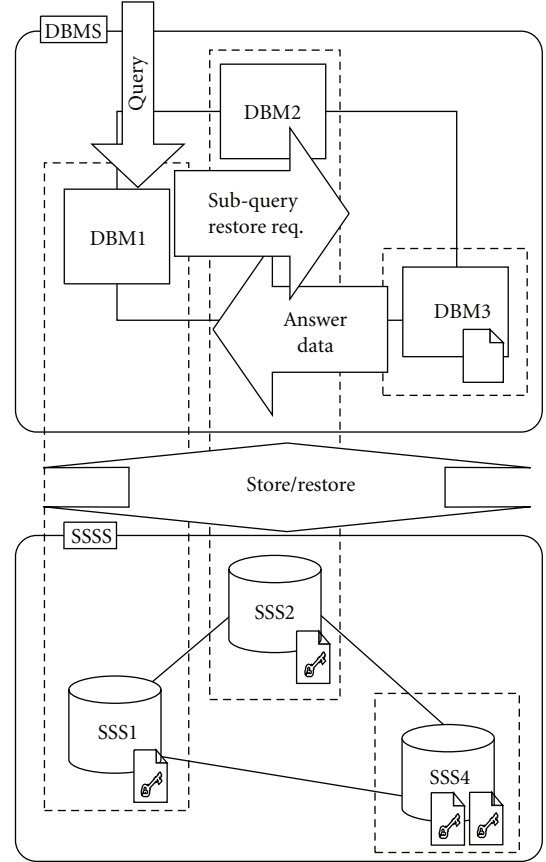 DBMS
Query
DBM2
DBM1
Sub-query
restore req.
DBM3
Answer
data
Store/restore
SSSS
SSS2
SSS1
SSS4